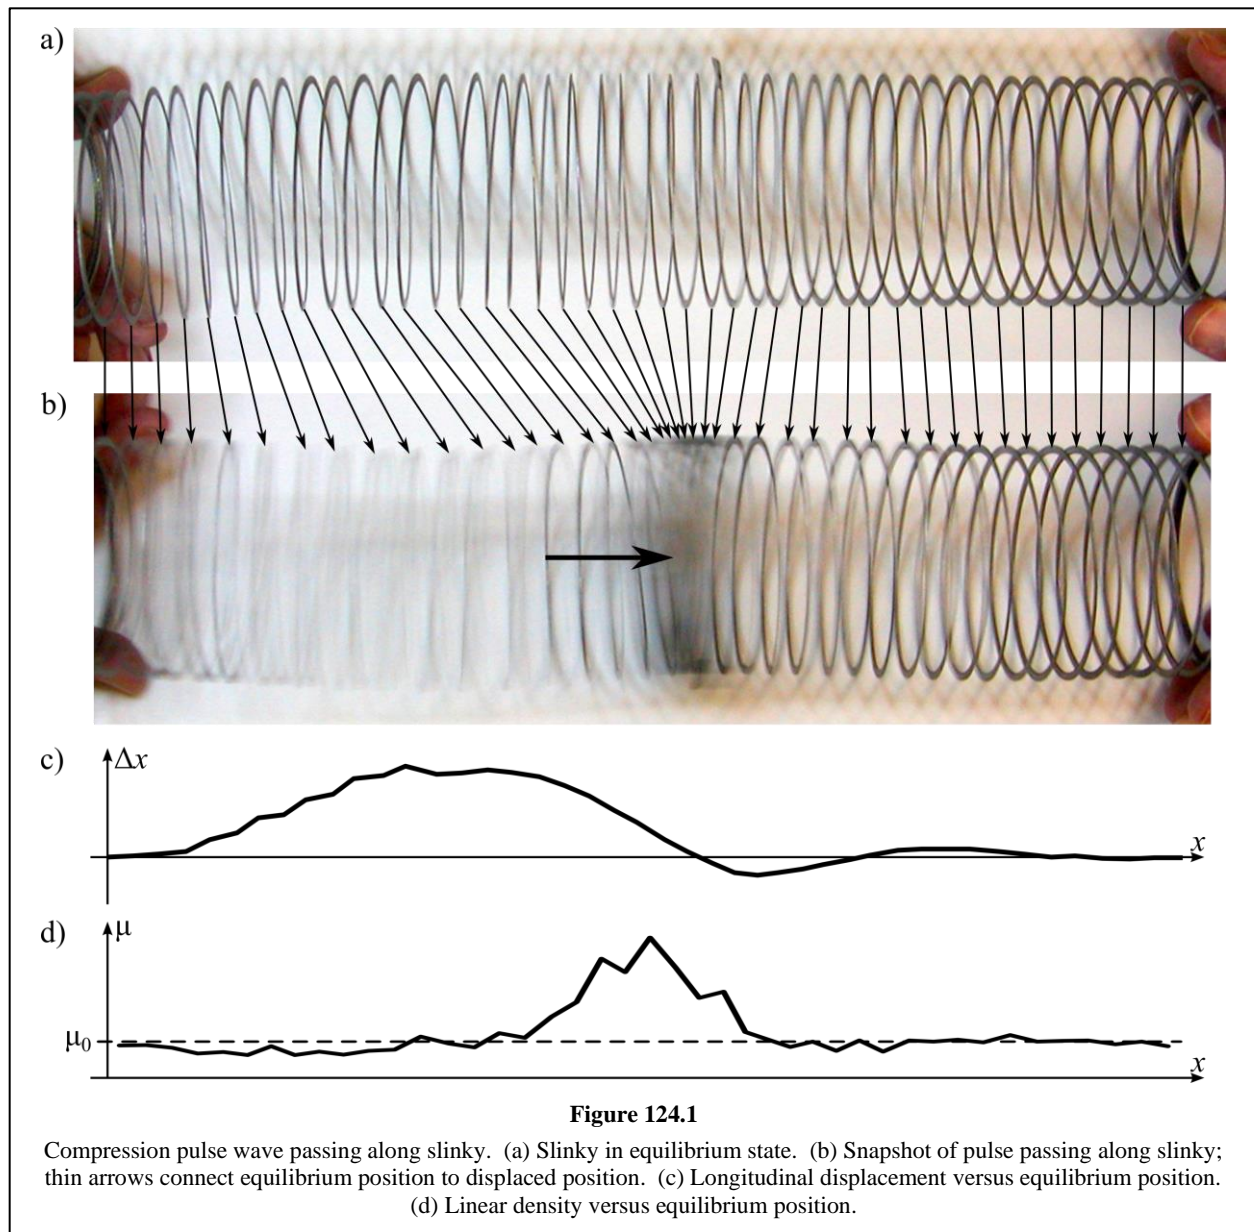 a)
b)
c) Δx
x
d) μ
μ₀
x
Figure 124.1
Compression pulse wave passing along slinky. (a) Slinky in equilibrium state. (b) Snapshot of pulse passing along slinky;
thin arrows connect equilibrium position to displaced position. (c) Longitudinal displacement versus equilibrium position.
(d) Linear density versus equilibrium position.